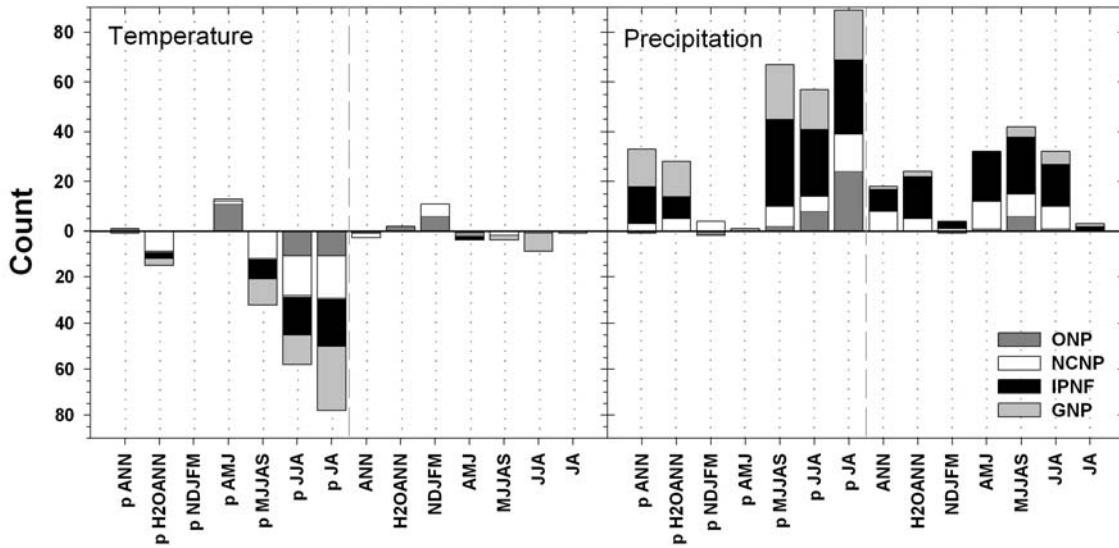 Temperature
Precipitation
Count
80
60
40
20
0
20
40
60
80
p ANN
p H2OANN
p NDJFM
p AMJ
p MJJAS
p JJA
p JA
ANN
H2OANN
NDJFM
AMJ
MJJAS
JJA
JA
p ANN
p H2OANN
p NDJFM
p AMJ
p MJJAS
p JJA
p JA
ANN
H2OANN
NDJFM
AMJ
MJJAS
JJA
JA
ONP
NCNP
IPNF
GNP